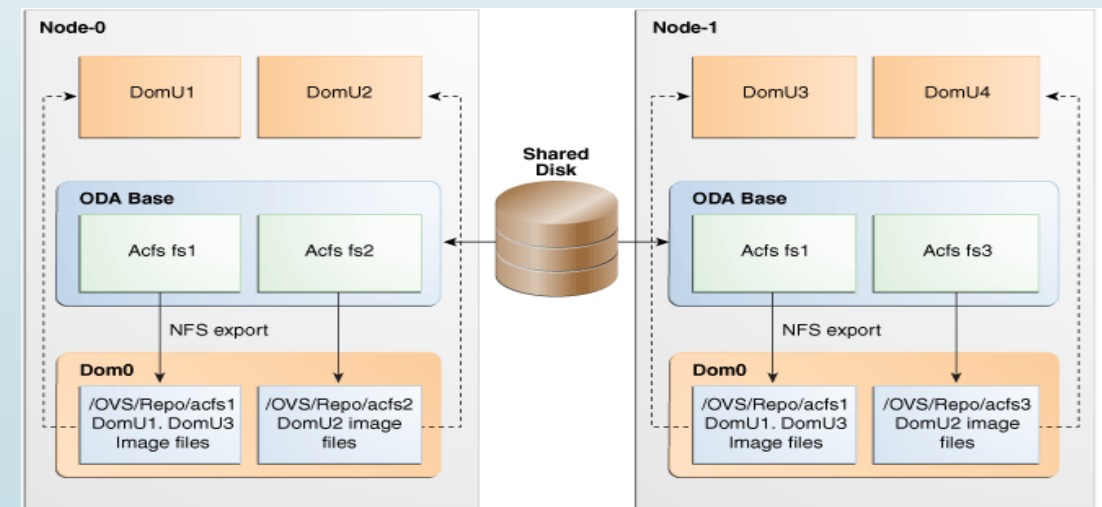 Node-0
DomU1
DomU2
ODA Base
Acfs fs1
Acfs fs2
NFS export
Dom0
/OVS/Repo/acfs1
DomU1. DomU3
Image files
/OVS/Repo/acfs2
DomU2 image
files
Shared
Disk
Node-1
DomU3
DomU4
ODA Base
Acfs fs1
Acfs fs3
NFS export
Dom0
/OVS/Repo/acfs1
DomU1. DomU3
Image files
/OVS/Repo/acfs3
DomU2 image
files